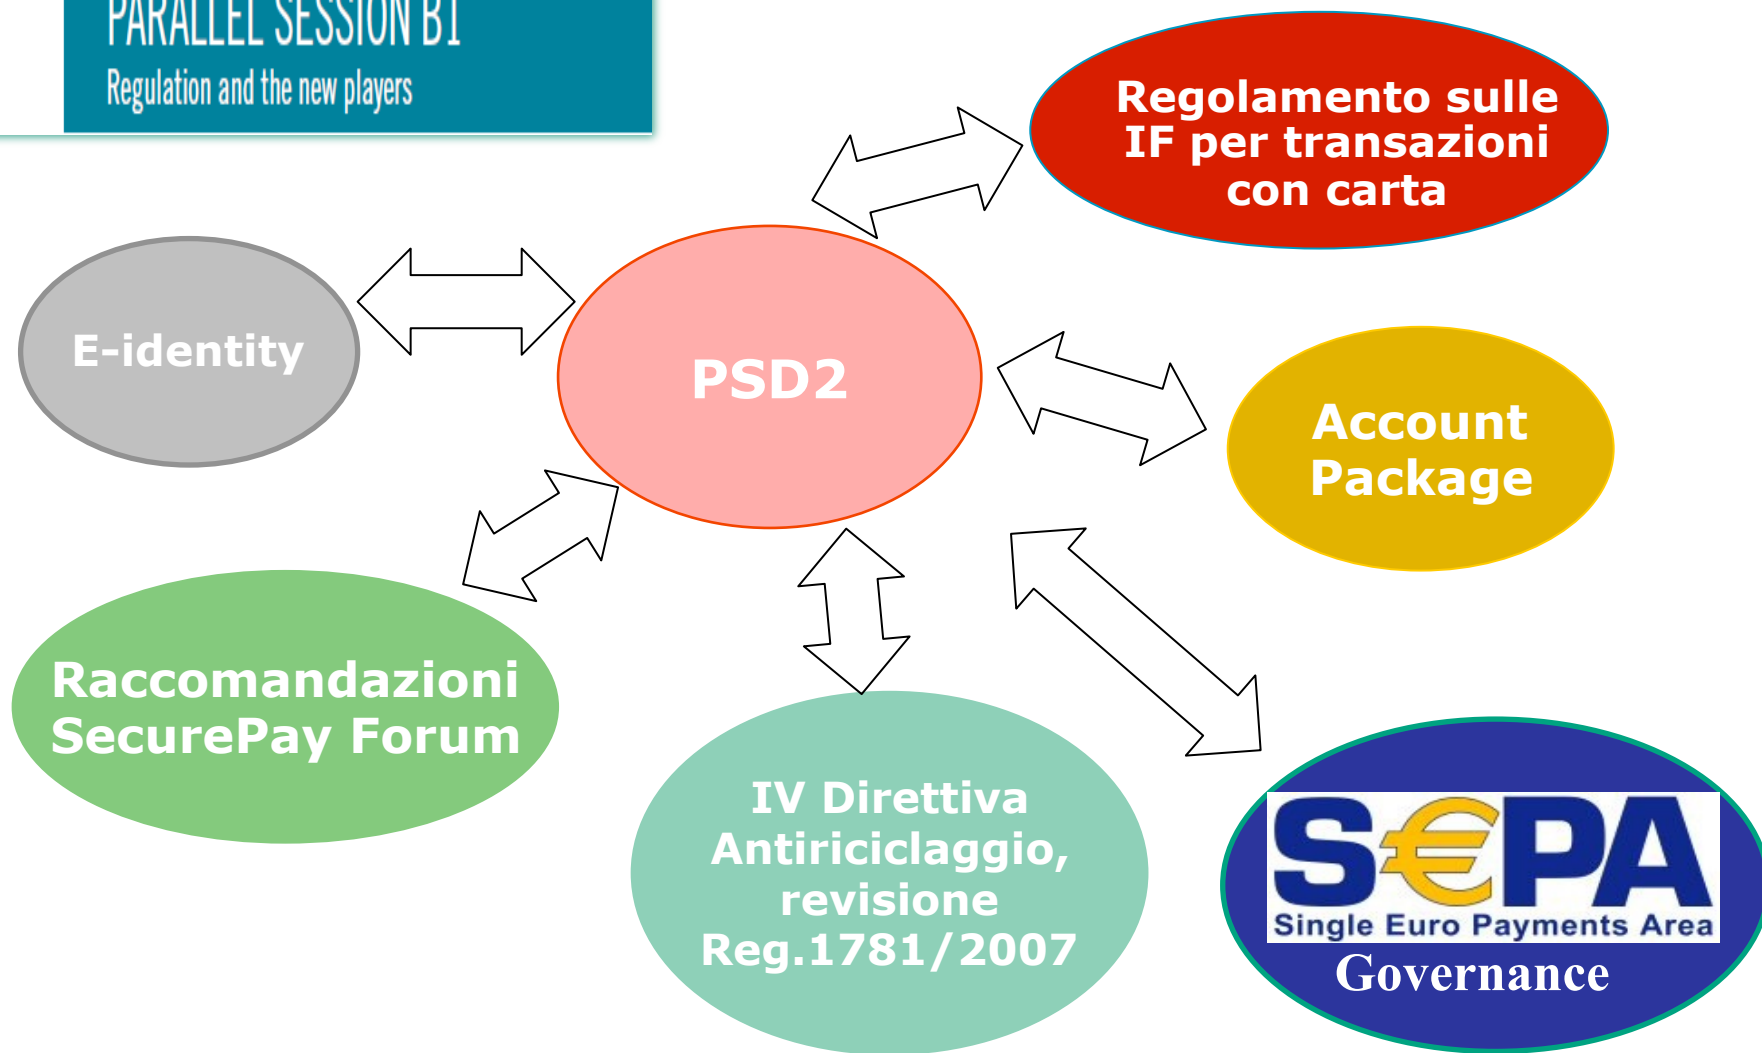 PARALLEL SESSION B1
Regulation and the new players
Regolamento sulle
IF per transazioni
con carta
E-identity
PSD2
Account
Package
Raccomandazioni
SecurePay Forum
IV Direttiva
Antiriciclaggio,
revisione
Reg.1781/2007
S€PA
Single Euro Payments Area
Governance